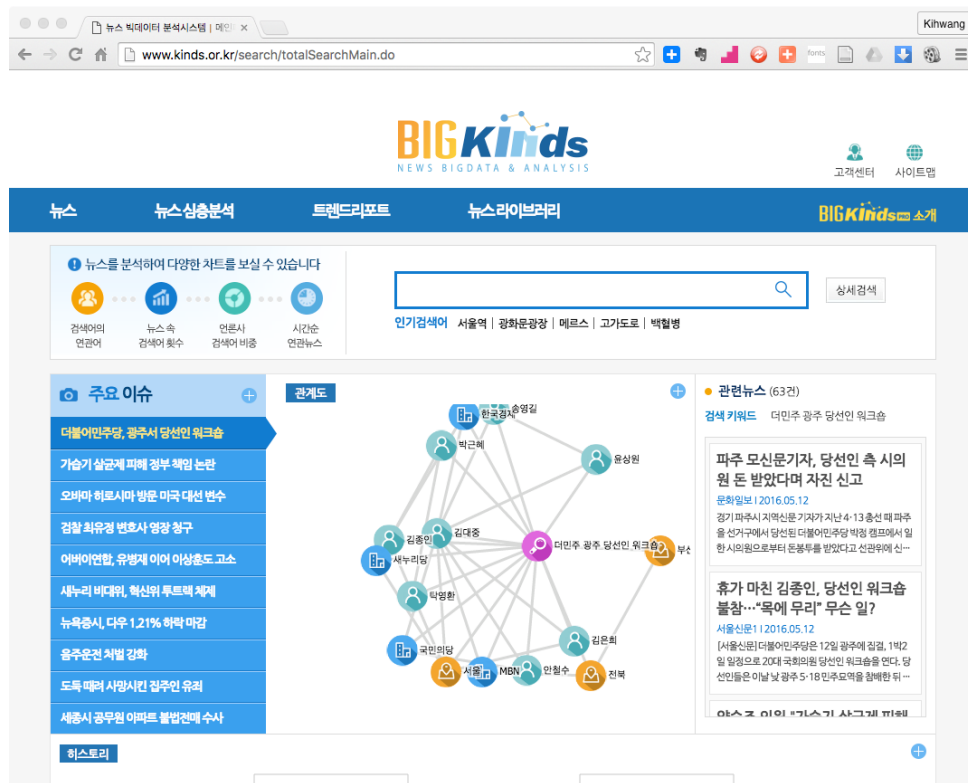 뉴스 빅데이터 분석시스템 | 메인
Kihwang
www.kinds.or.kr/search/totalSearchMain.do
fonts
BIGKinds
NEWS BIGDATA & ANALYSIS
고객센터 사이트맵
뉴스 뉴스 심층분석 트렌드리포트 뉴스 라이브러리 BIGKinds PRO 소개
뉴스를 분석하여 다양한 차트를 보실 수 있습니다
검색어의 연관어
뉴스 속 검색어 횟수
언론사 검색어 비중
시간순 연관뉴스
상세검색
인기검색어 서울역 | 광화문광장 | 메르스 | 고가도로 | 백혈병
주요 이슈
더불어민주당, 광주서 당선인 워크숍
가습기 살균제 피해 정부 책임 논란
오바마 히로시마 방문 미국 대선 변수
검찰 최유정 변호사 영장 청구
어버이연합, 유병재 이어 이상훈도 고소
새누리 비대위, 혁신위 투트랙 체제
뉴욕증시, 다우 1.21% 하락 마감
음주운전 처벌 강화
도둑 때려 사망시킨 집주인 유죄
세종시 공무원 아파트 불법전매 수사
관계도
한국경제
송영길
박근혜
윤상원
김종인
김대중
더민주 광주 당선인 워크숍
부산
새누리당
탁영환
김은희
국민의당
서울
MBN
안철수
전북
관련뉴스 (63건)
검색 키워드 더민주 광주 당선인 워크숍
파주 모신문기자, 당선인 측 시의
원 돈 받았다며 자진 신고
문화일보 | 2016.05.12
경기 파주시 지역신문 기자가 지난 4·13 총선 때 파주
을 선거구에서 당선된 더불어민주당 박정 캠프에서 일
한 시의원으로부터 돈봉투를 받았다고 선관위에 신…
휴가 마친 김종인, 당선인 워크숍
불참…“목에 무리” 무슨 일?
서울신문1 | 2016.05.12
[서울신문]더불어민주당은 12일 광주에 집결, 1박2
일 일정으로 20대 국회의원 당선인 워크숍을 연다. 당
선인들은 이날 낮 광주 5·18 민주묘역을 참배한 뒤 …
히스토리